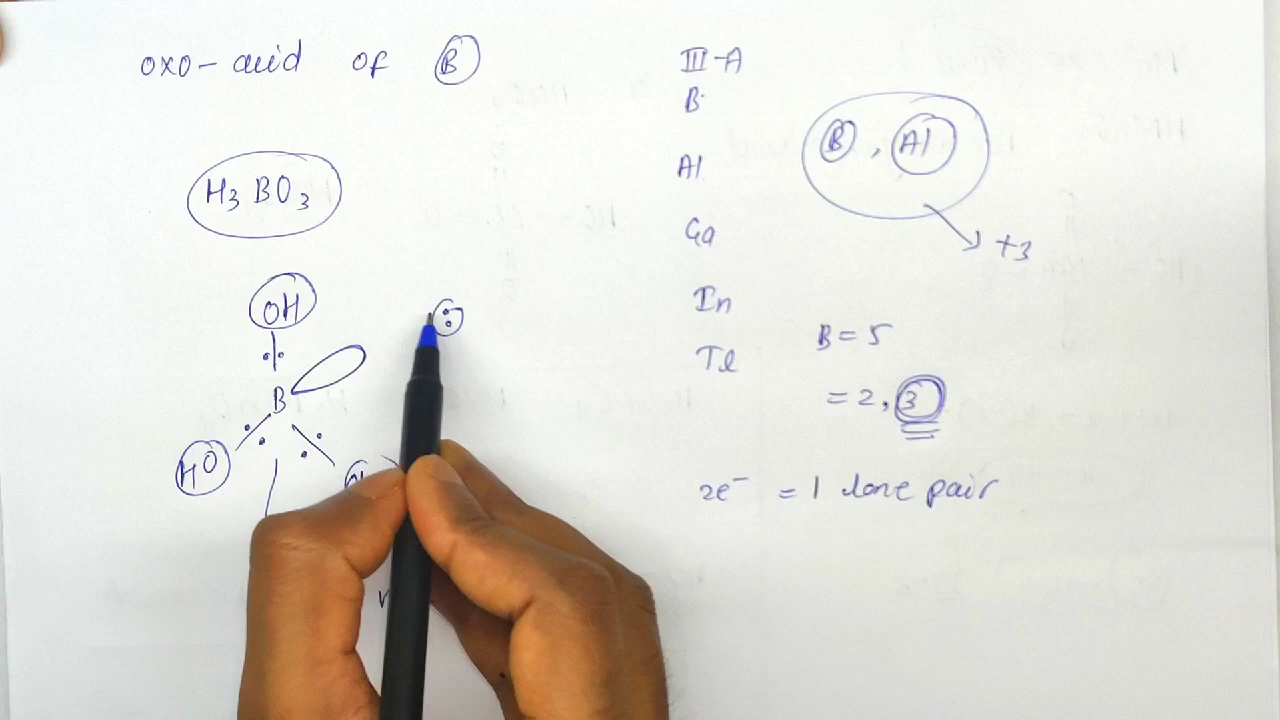 oxo-acid of B
H₃BO₃
OH
B
HO
III-A
B
Al
Ga
In
Tl
B, Al
+3
B = 5
= 2, 3
2e⁻ = 1 lone pair